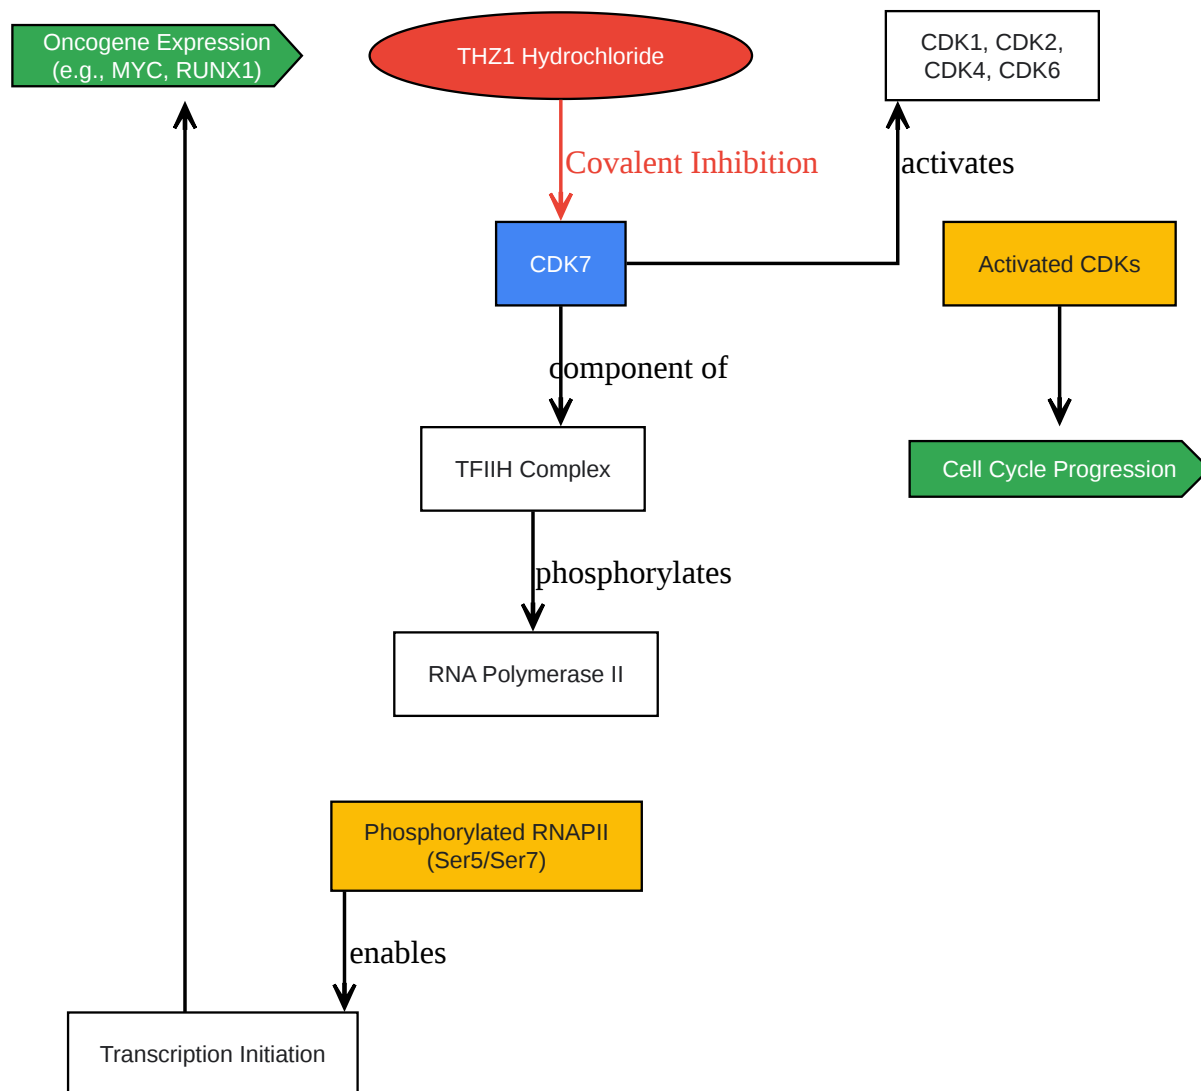 Oncogene Expression
(e.g., MYC, RUNX1)
THZ1 Hydrochloride
CDK1, CDK2,
CDK4, CDK6
Covalent Inhibition
activates
CDK7
Activated CDKs
component of
TFIIH Complex
Cell Cycle Progression
phosphorylates
RNA Polymerase II
Phosphorylated RNAPII
(Ser5/Ser7)
enables
Transcription Initiation